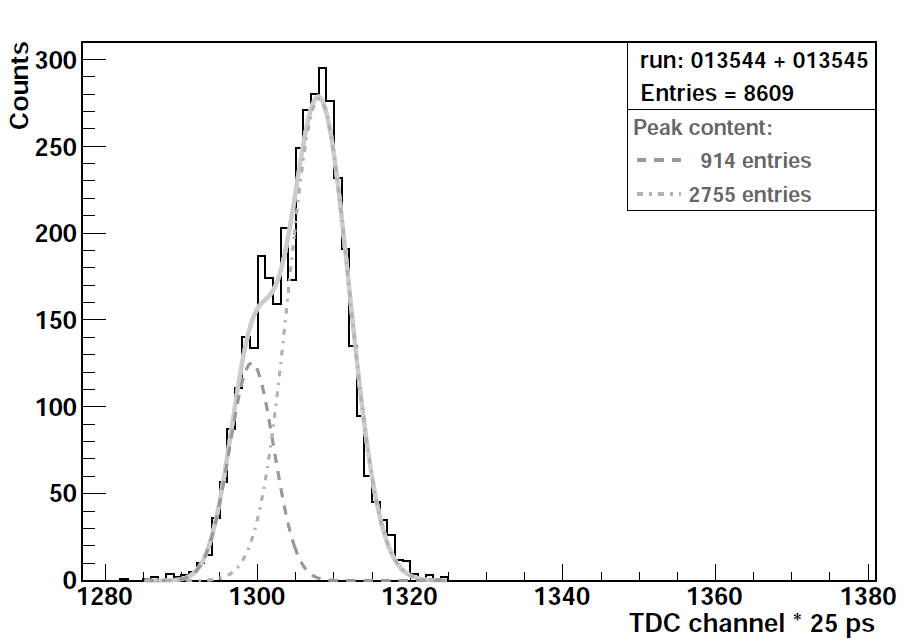 Counts
300
250
200
150
100
50
0
run: 013544 + 013545
Entries = 8609
Peak content:
914 entries
2755 entries
1280 1300 1320 1340 1360 1380
TDC channel * 25 ps